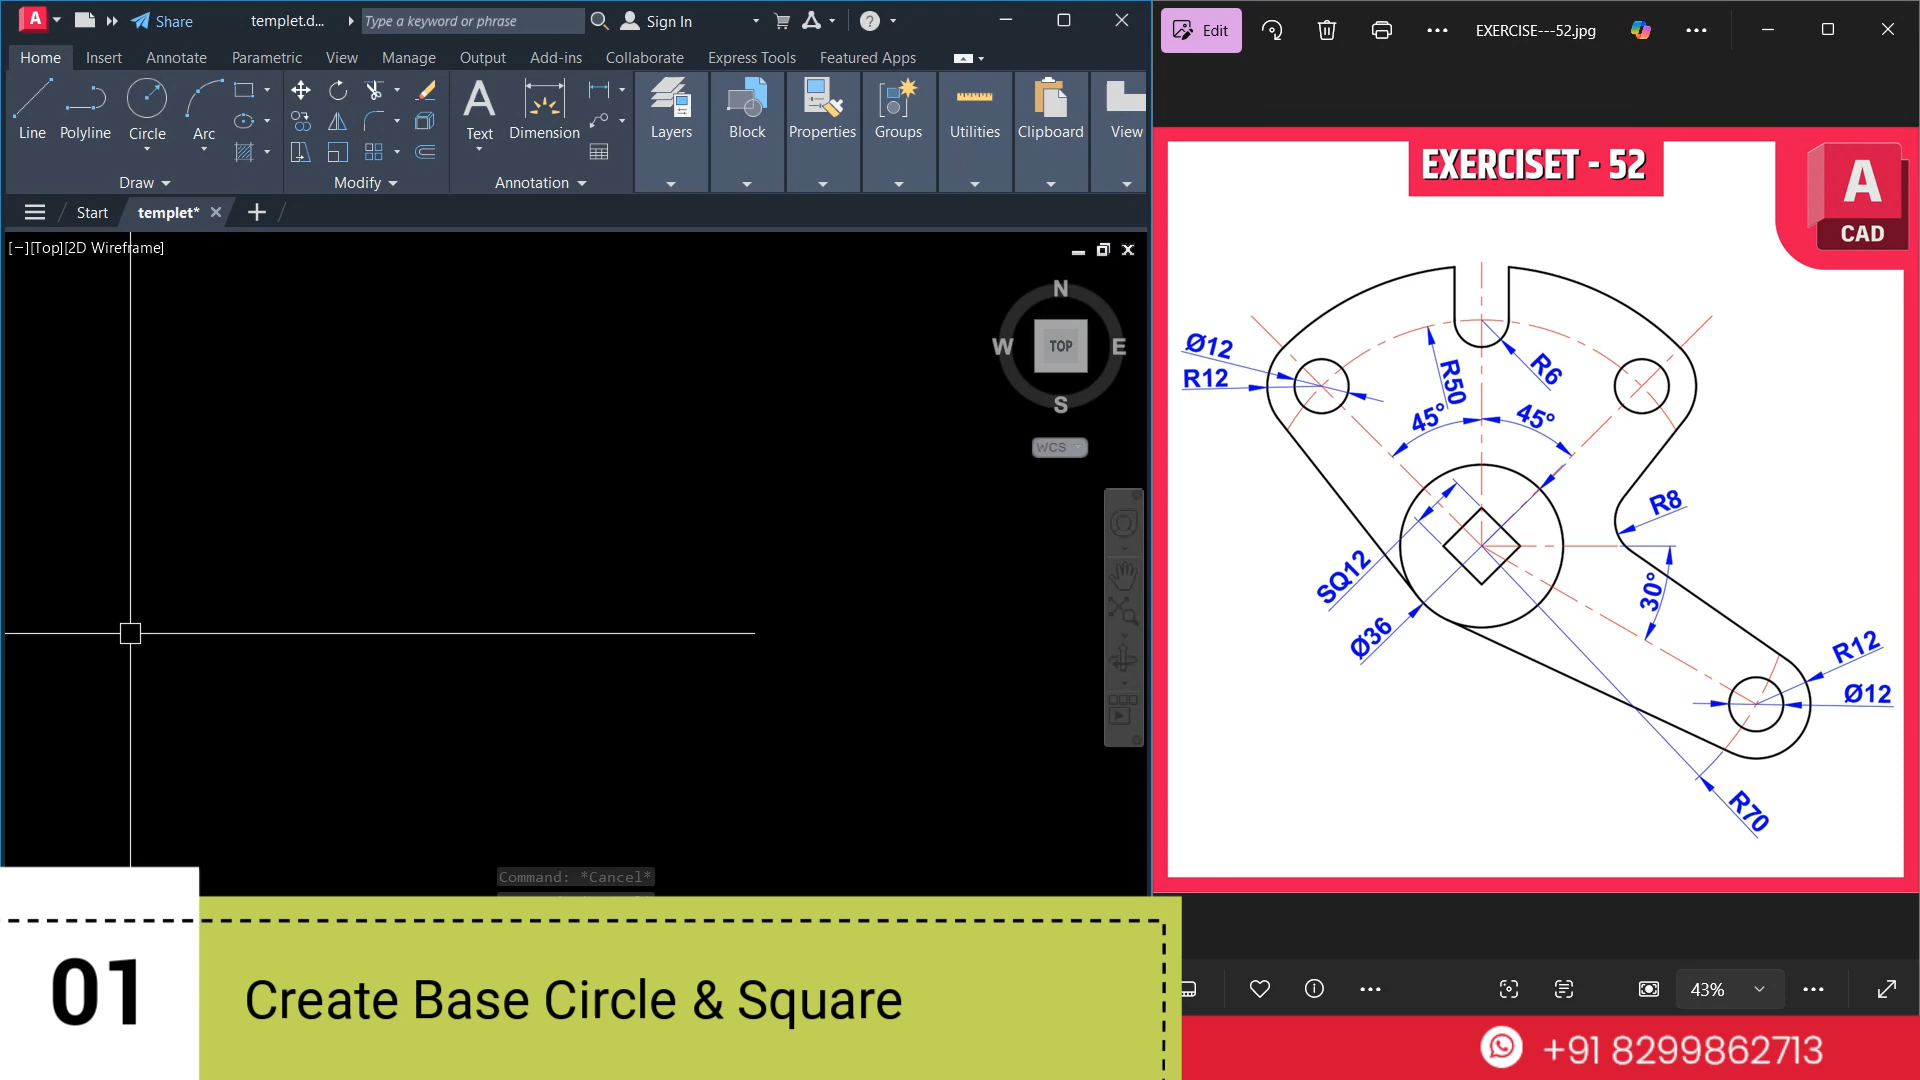 A
Share
templet.d...
Type a keyword or phrase
Sign In
Home
Insert
Annotate
Parametric
View
Manage
Output
Add-ins
Collaborate
Express Tools
Featured Apps
Line
Polyline
Circle
Arc
Text
Dimension
Layers
Block
Properties
Groups
Utilities
Clipboard
View
Draw
Modify
Annotation
Start
templet*
[−][Top][2D Wireframe]
N
W
TOP
E
S
WCS
Command: *Cancel*
01
Create Base Circle & Square
Edit
EXERCISE---52.jpg
EXERCISET - 52
A
CAD
Ø12
R12
R50
R6
45°
45°
R8
SQ12
30°
Ø36
R12
Ø12
R70
43%
+91 8299862713